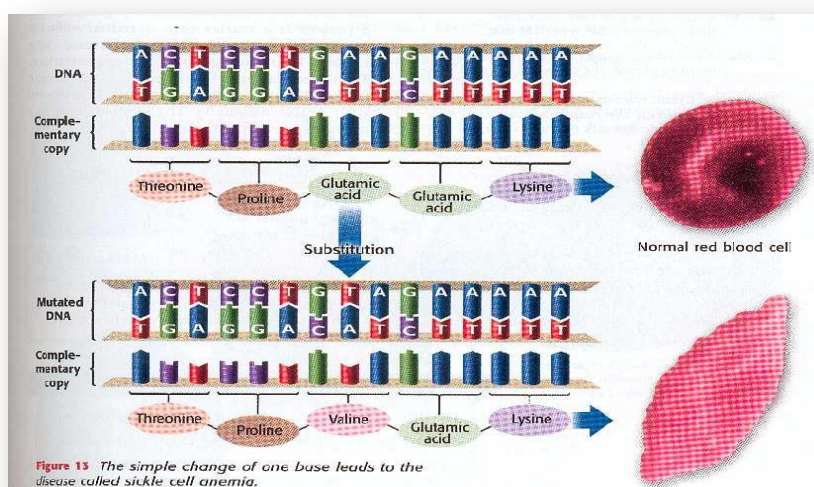 A C T C C T G A A G A A A A A
DNA
T G A G G A C T T C T T T T T
Comple-
mentary
copy
Threonine
Proline
Glutamic
acid
Glutamic
acid
Lysine
Normal red blood cell
Substitution
A C T C C T G T A G A A A A A
Mutated
DNA
T G A G G A C A T C T T T T T
Comple-
mentary
copy
Threonine
Proline
Valine
Glutamic
acid
Lysine
Figure 13 The simple change of one base leads to the
disease called sickle cell anemia.